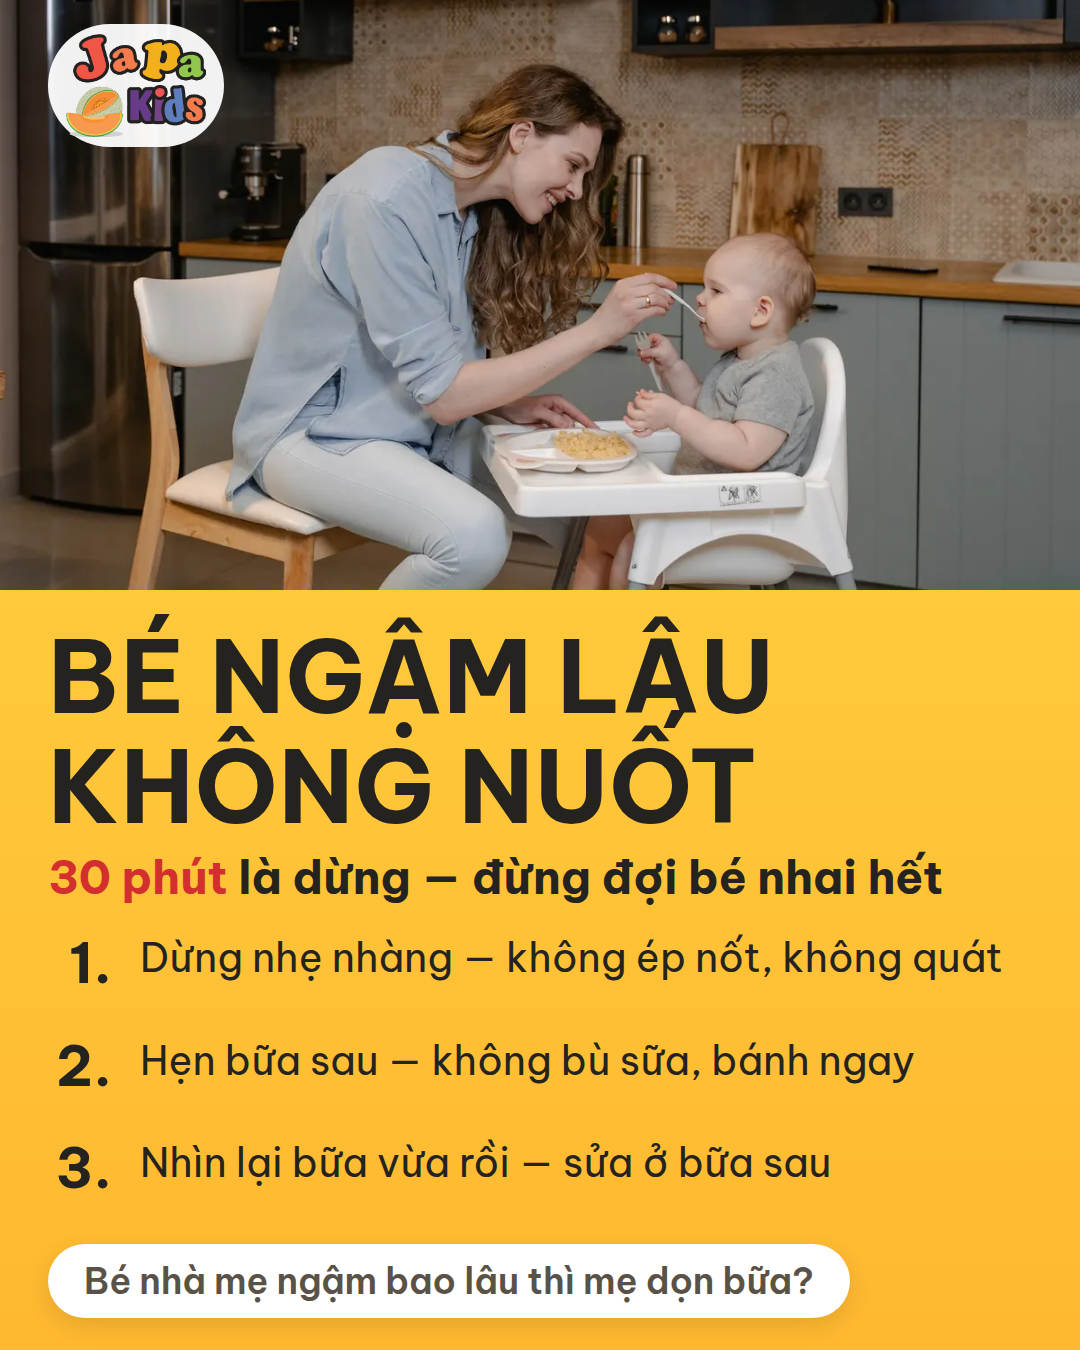 Japa
Kids
BÉ NGẬM LÂU
KHÔNG NUỐT
30 phút là dừng – đừng đợi bé nhai hết
1. Dừng nhẹ nhàng – không ép nốt, không quát
2. Hẹn bữa sau – không bù sữa, bánh ngay
3. Nhìn lại bữa vừa rồi – sửa ở bữa sau
Bé nhà mẹ ngậm bao lâu thì mẹ dọn bữa?